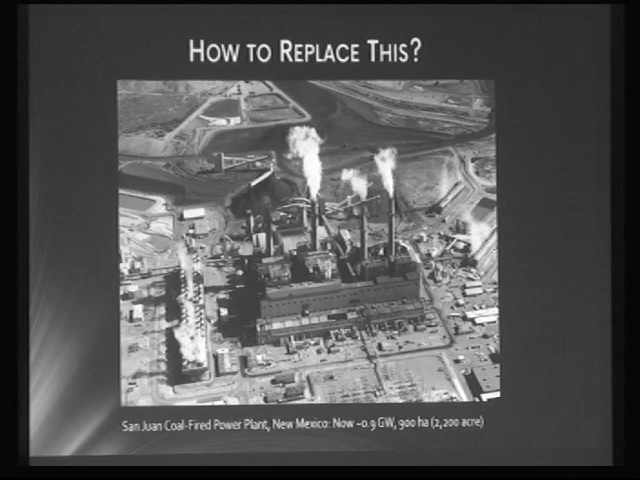 How to Replace This?
San Juan Coal-Fired Power Plant, New Mexico: Now ~0.9 GW, 900 ha (2,200 acre)